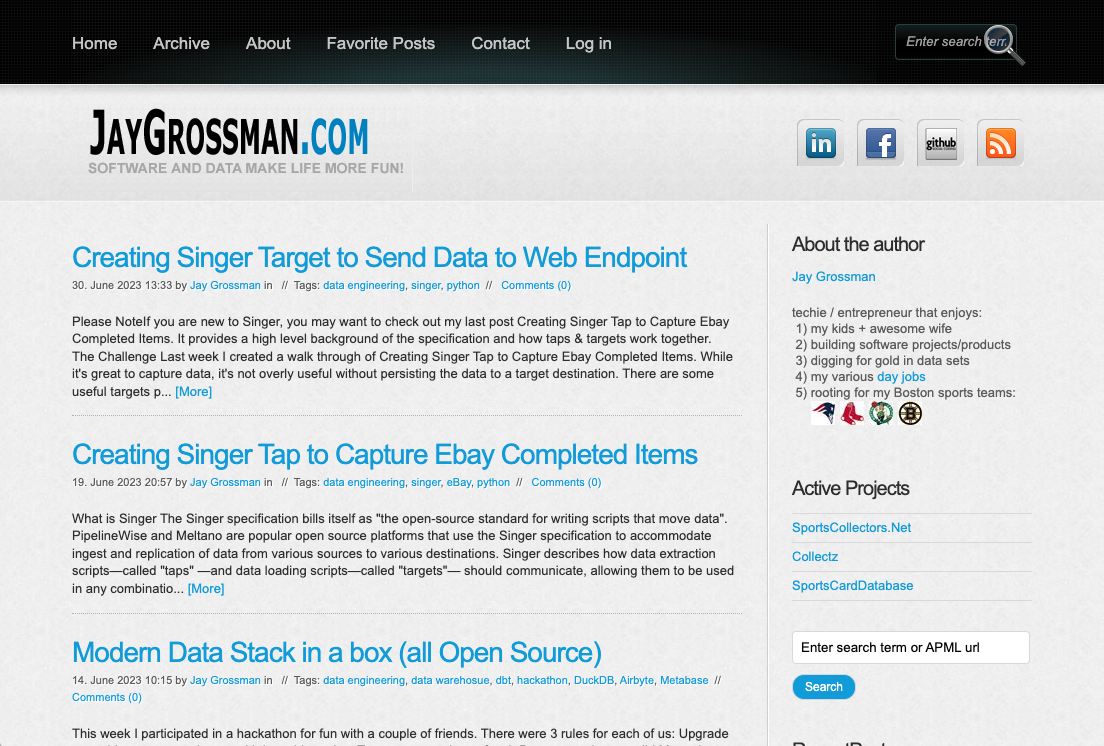 Home Archive About Favorite Posts Contact Log in
Enter search term
JAYGROSSMAN.COM
SOFTWARE AND DATA MAKE LIFE MORE FUN!
in f github
Creating Singer Target to Send Data to Web Endpoint
30. June 2023 13:33 by Jay Grossman in // Tags: data engineering, singer, python // Comments (0)
Please NoteIf you are new to Singer, you may want to check out my last post Creating Singer Tap to Capture Ebay
Completed Items. It provides a high level background of the specification and how taps & targets work together.
The Challenge Last week I created a walk through of Creating Singer Tap to Capture Ebay Completed Items. While
it's great to capture data, it's not overly useful without persisting the data to a target destination. There are some
useful targets p... [More]
Creating Singer Tap to Capture Ebay Completed Items
19. June 2023 20:57 by Jay Grossman in // Tags: data engineering, singer, eBay, python // Comments (0)
What is Singer The Singer specification bills itself as "the open-source standard for writing scripts that move data".
PipelineWise and Meltano are popular open source platforms that use the Singer specification to accommodate
ingest and replication of data from various sources to various destinations. Singer describes how data extraction
scripts—called "taps" —and data loading scripts—called "targets"— should communicate, allowing them to be used
in any combinatio... [More]
Modern Data Stack in a box (all Open Source)
14. June 2023 10:15 by Jay Grossman in // Tags: data engineering, data warehosue, dbt, hackathon, DuckDB, Airbyte, Metabase //
Comments (0)
This week I participated in a hackathon for fun with a couple of friends. There were 3 rules for each of us: Upgrade
About the author
Jay Grossman
techie / entrepreneur that enjoys:
1) my kids + awesome wife
2) building software projects/products
3) digging for gold in data sets
4) my various day jobs
5) rooting for my Boston sports teams:
B
Active Projects
SportsCollectors.Net
Collectz
SportsCardDatabase
Enter search term or APML url
Search